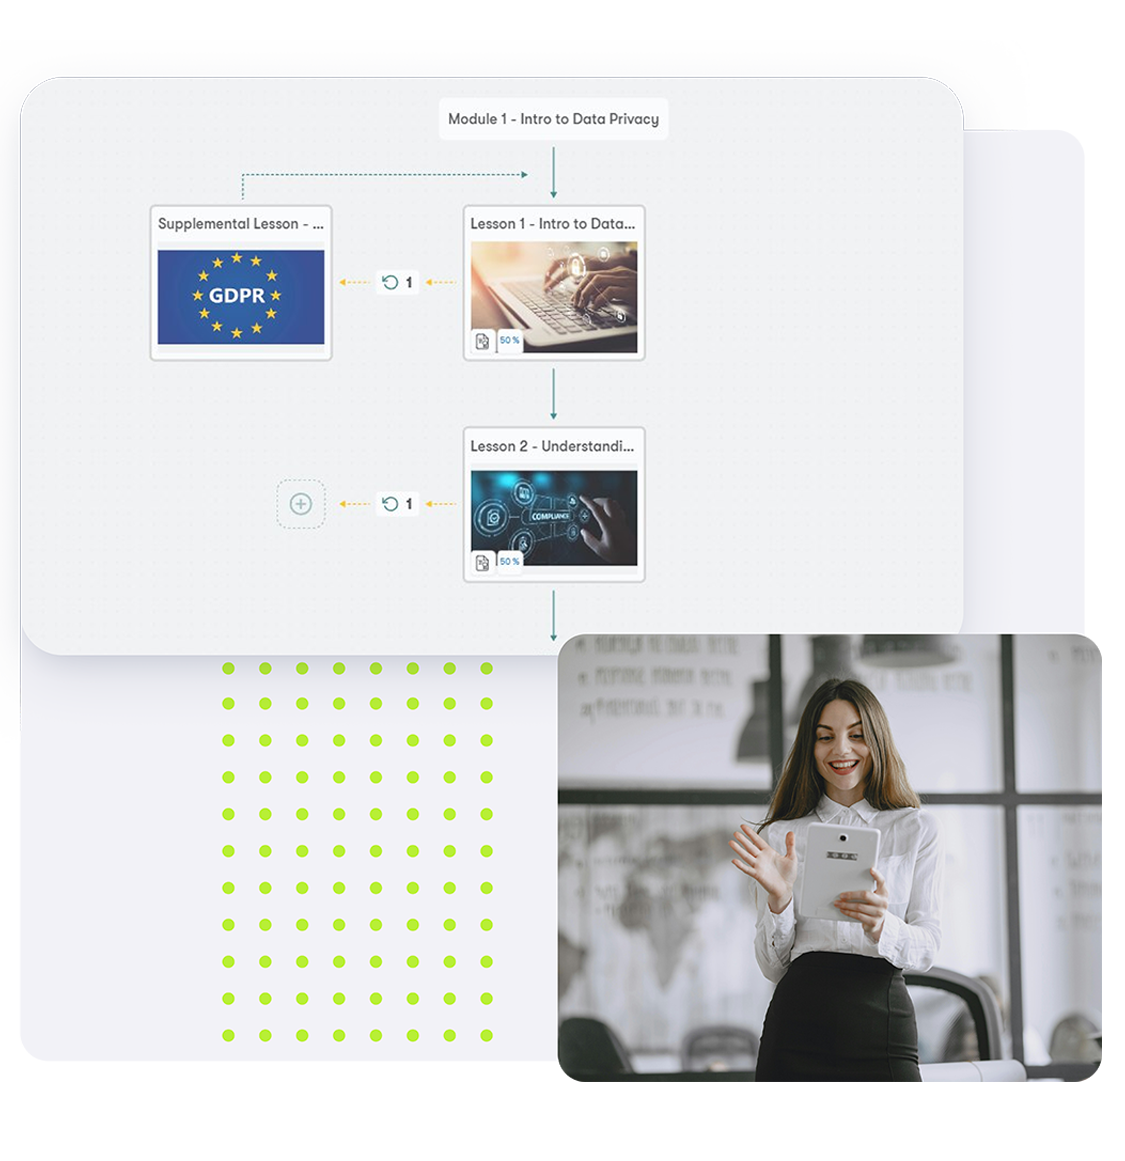 Module 1 - Intro to Data Privacy
Supplemental Lesson - ...
Lesson 1 - Intro to Data...
GDPR
1
50 %
Lesson 2 - Understandi...
1
COMPLIANCE
50 %